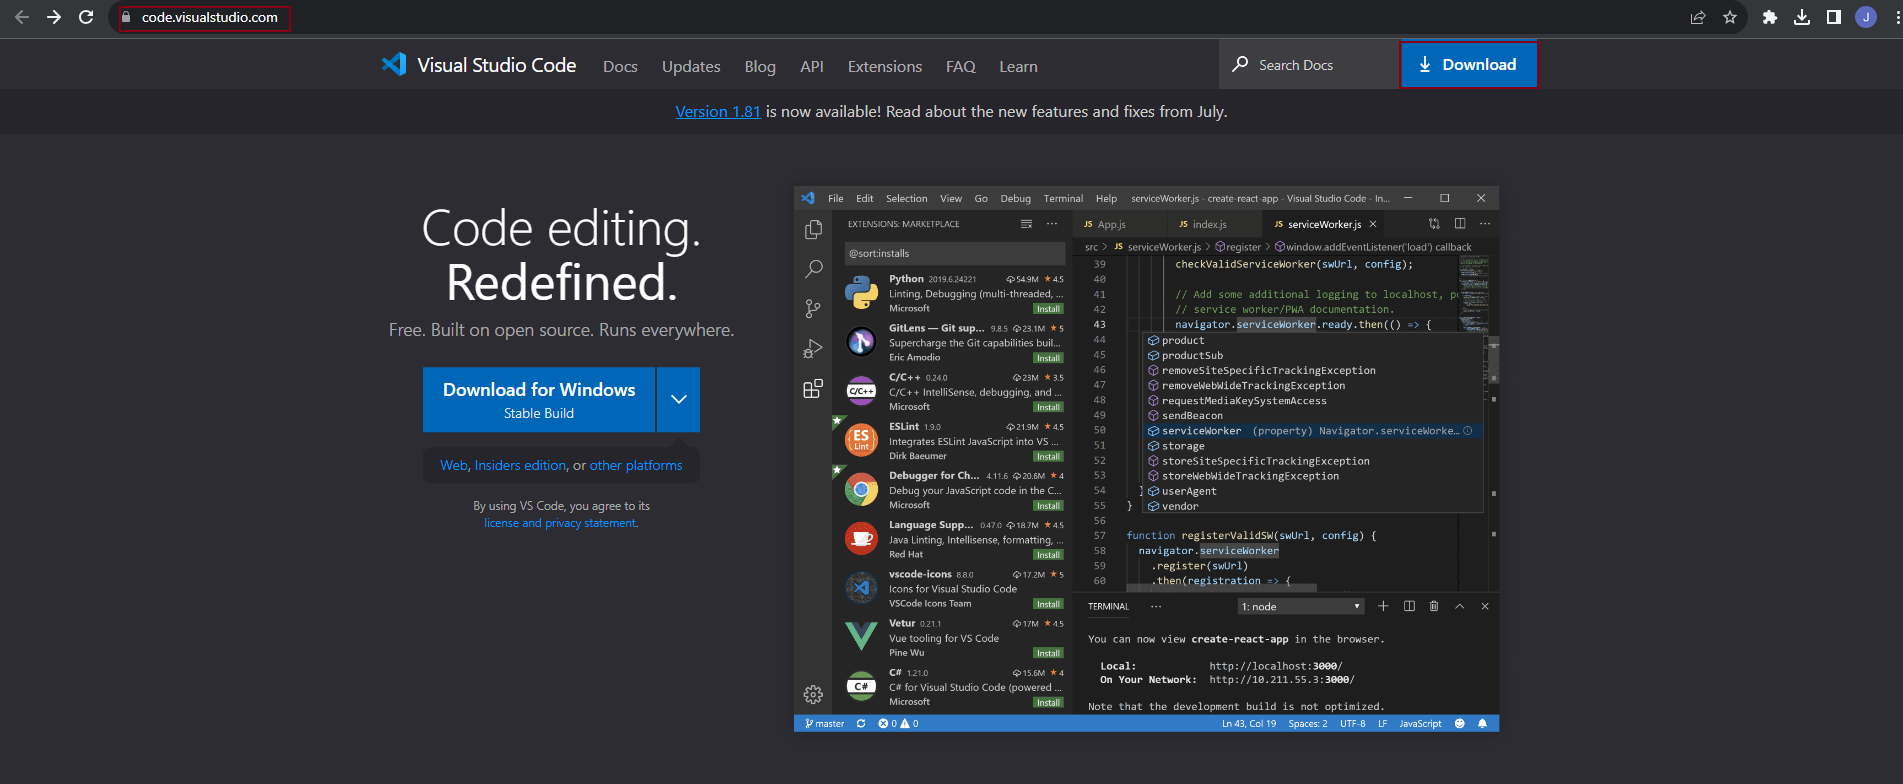 code.visualstudio.com
J
Visual Studio Code Docs Updates Blog API Extensions FAQ Learn Search Docs Download
Version 1.81 is now available! Read about the new features and fixes from July.
Code editing.
Redefined.
Free. Built on open source. Runs everywhere.
Download for Windows
Stable Build
Web, Insiders edition, or other platforms
By using VS Code, you agree to its
license and privacy statement.
File Edit Selection View Go Debug Terminal Help serviceWorker.js - create-react-app - Visual Studio Code - In...
EXTENSIONS: MARKETPLACE
@sort:installs
Python 2019.6.24221 54.9M ★ 4.5
Linting, Debugging (multi-threaded, ...
Microsoft Install
GitLens — Git sup... 9.8.5 23.1M ★ 5
Supercharge the Git capabilities buil...
Eric Amodio Install
C/C++
C/C++ 0.24.0 23M ★ 3.5
C/C++ IntelliSense, debugging, and ...
Microsoft Install
ES
Lint
ESLint 1.9.0 21.9M ★ 4.5
Integrates ESLint JavaScript into VS ...
Dirk Baeumer Install
Debugger for Ch... 4.11.6 20.6M ★ 4
Debug your JavaScript code in the C...
Microsoft Install
Language Supp... 0.47.0 18.7M ★ 4.5
Java Linting, Intellisense, formatting, ...
Red Hat Install
vscode-icons 8.8.0 17.2M ★ 5
Icons for Visual Studio Code
VSCode Icons Team Install
Vetur 0.21.1 17M ★ 4.5
Vue tooling for VS Code
Pine Wu Install
C#
C# 1.21.0 15.6M ★ 4
C# for Visual Studio Code (powered ...
Microsoft Install
JS App.js JS index.js JS serviceWorker.js
src > JS serviceWorker.js > register > window.addEventListener('load') callback
39 checkValidServiceWorker(swUrl, config);
40
41 // Add some additional logging to localhost, p
42 // service worker/PWA documentation.
43 navigator.serviceWorker.ready.then(() => {
44 product
45 productSub
46 removeSiteSpecificTrackingException
47 removeWebWideTrackingException
48 requestMediaKeySystemAccess
49 sendBeacon
50 serviceWorker (property) Navigator.serviceWorke...
51 storage
52 storeSiteSpecificTrackingException
53 storeWebWideTrackingException
54 } userAgent
55 } vendor
56
57 function registerValidSW(swUrl, config) {
58 navigator.serviceWorker
59 .register(swUrl)
60 .then(registration => {
TERMINAL ... 1: node
You can now view create-react-app in the browser.
Local: http://localhost:3000/
On Your Network: http://10.211.55.3:3000/
Note that the development build is not optimized.
master 0 0 Ln 43, Col 19 Spaces: 2 UTF-8 LF JavaScript